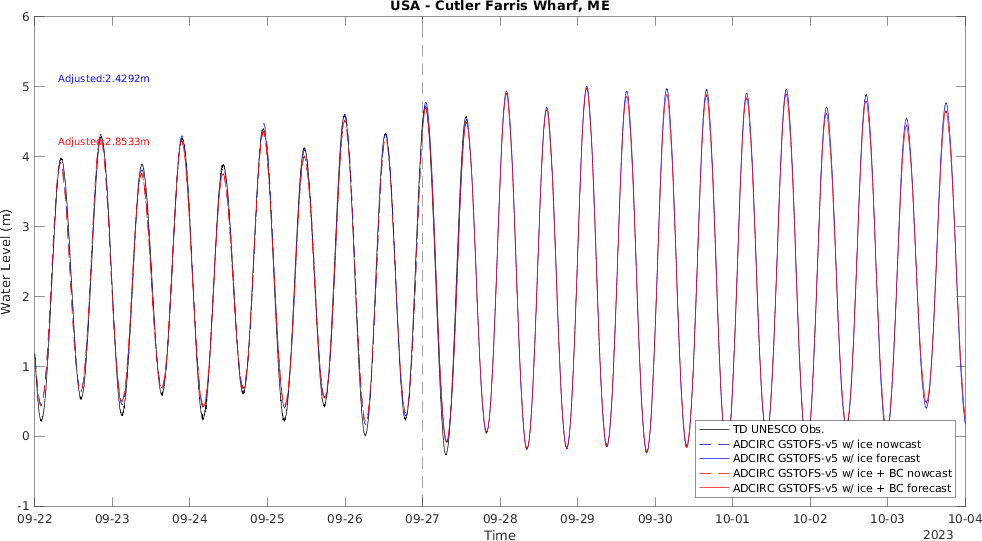 USA - Cutler Farris Wharf, ME
6
5
4
3
2
1
0
-1
Water Level (m)
Adjusted:2.4292m
Adjusted:2.8533m
TD UNESCO Obs.
ADCIRC GSTOFS-v5 w/ ice nowcast
ADCIRC GSTOFS-v5 w/ ice forecast
ADCIRC GSTOFS-v5 w/ ice + BC nowcast
ADCIRC GSTOFS-v5 w/ ice + BC forecast
09-22 09-23 09-24 09-25 09-26 09-27 09-28 09-29 09-30 10-01 10-02 10-03 10-04
Time
2023